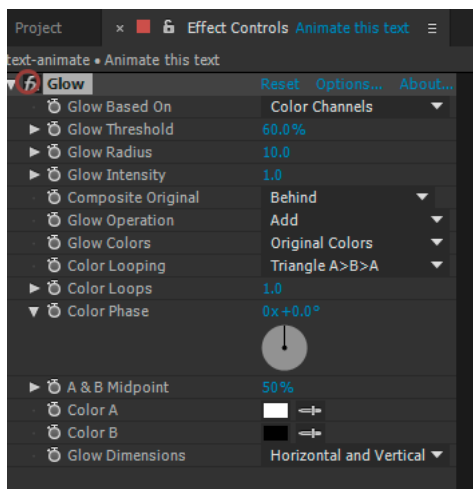 Project × Effect Controls Animate this text
text-animate • Animate this text
fx Glow Reset Options... About...
Glow Based On Color Channels
Glow Threshold 60.0%
Glow Radius 10.0
Glow Intensity 1.0
Composite Original Behind
Glow Operation Add
Glow Colors Original Colors
Color Looping Triangle A>B>A
Color Loops 1.0
Color Phase 0x+0.0°
A & B Midpoint 50%
Color A
Color B
Glow Dimensions Horizontal and Vertical